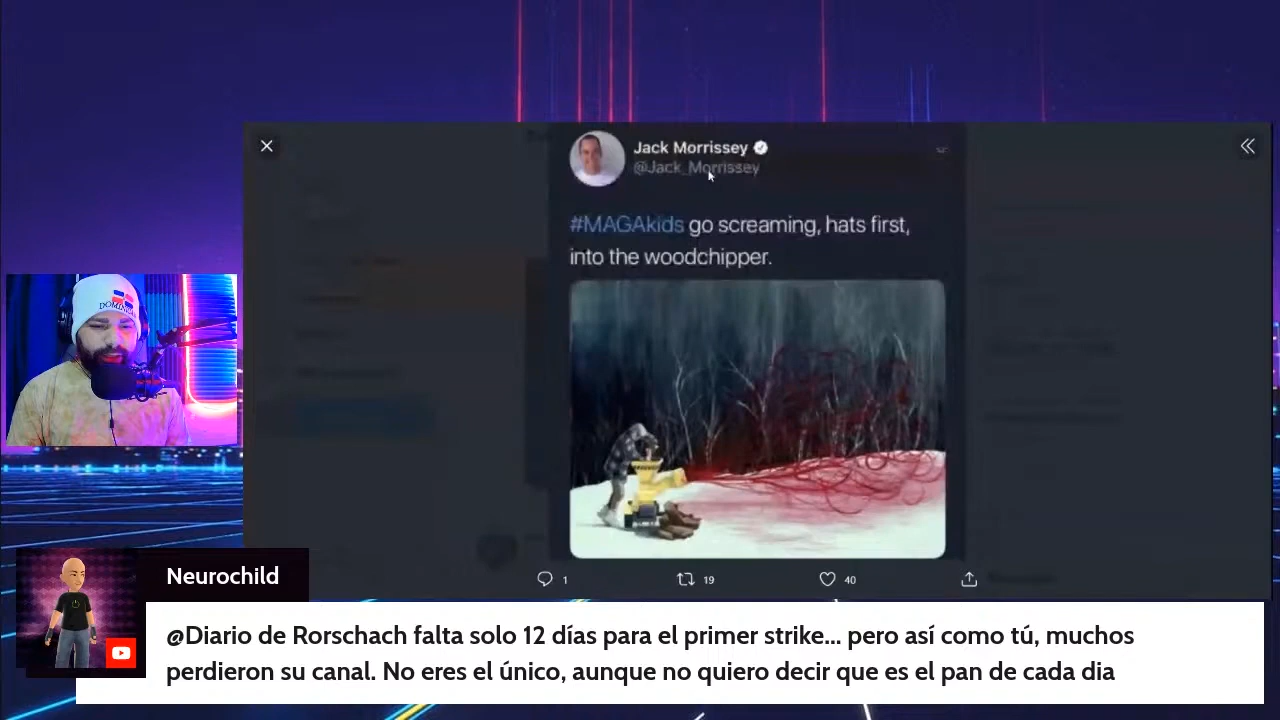 Jack Morrissey
@Jack_Morrissey
#MAGAkids go screaming, hats first,
into the woodchipper.
1
19
40
Neurochild
@Diario de Rorschach falta solo 12 días para el primer strike... pero así como tú, muchos
perdieron su canal. No eres el único, aunque no quiero decir que es el pan de cada dia